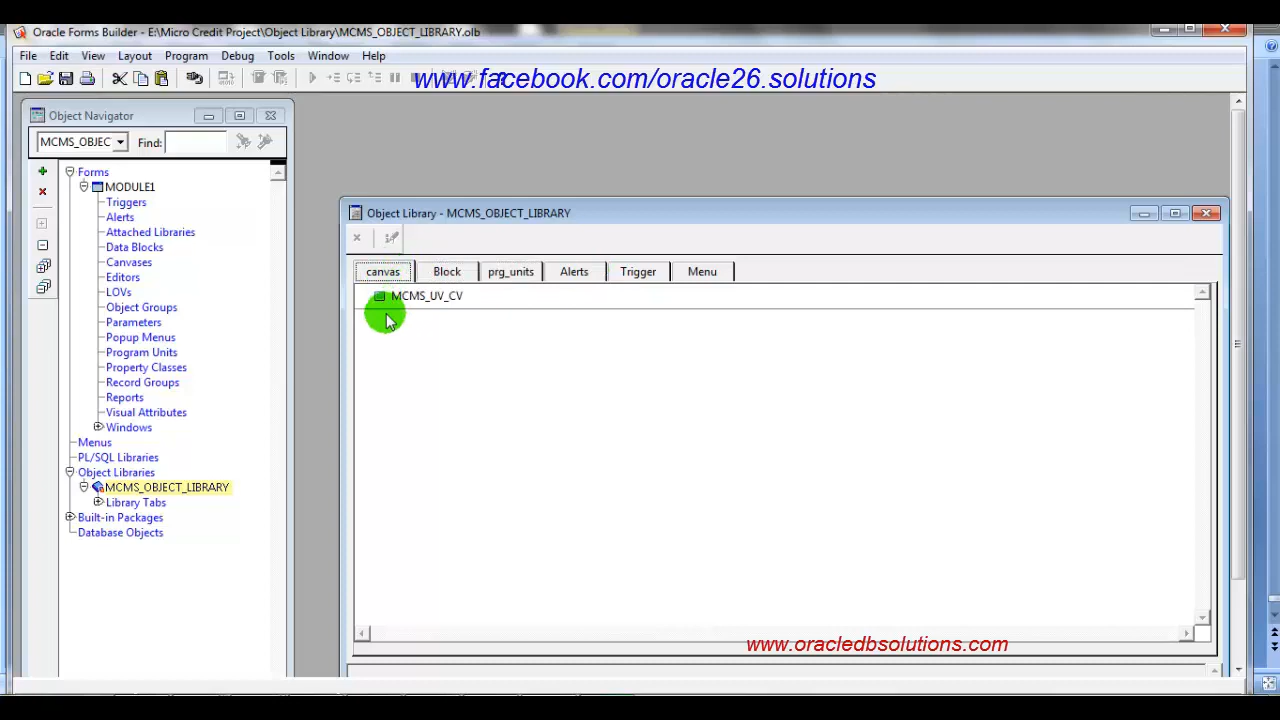 Oracle Forms Builder - E:\Micro Credit Project\Object Library\MCMS_OBJECT_LIBRARY.olb
File Edit View Layout Program Debug Tools Window Help
www.facebook.com/oracle26.solutions
Object Navigator
MCMS_OBJEC Find:
Forms
MODULE1
Triggers
Alerts
Attached Libraries
Data Blocks
Canvases
Editors
LOVs
Object Groups
Parameters
Popup Menus
Program Units
Property Classes
Record Groups
Reports
Visual Attributes
Windows
Menus
PL/SQL Libraries
Object Libraries
MCMS_OBJECT_LIBRARY
Library Tabs
Built-in Packages
Database Objects
Object Library - MCMS_OBJECT_LIBRARY
canvas Block prg_units Alerts Trigger Menu
MCMS_UV_CV
www.oracledbsolutions.com